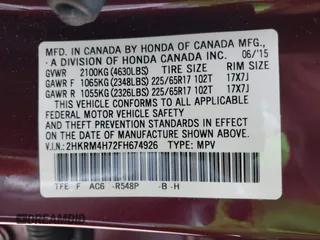 MFD. IN CANADA BY HONDA OF CANADA MFG.,
A DIVISION OF HONDA CANADA INC. 06/15
GVWR 2100KG (4630LBS) TIRE SIZE RIM SIZE
GAWR F 1065KG (2348LBS) 225/65R17 102T 17X7J
GAWR R 1055KG (2326LBS) 225/65R17 102T 17X7J
THIS VEHICLE CONFORMS TO ALL APPLICABLE
FEDERAL MOTOR VEHICLE SAFETY STANDARDS
IN EFFECT ON THE DATE OF
MANUFACTURE SHOWN ABOVE.
V.I.N.: 2HKRM4H72FH674926 TYPE: MPV
TFE F AC6 -R548P -B -H